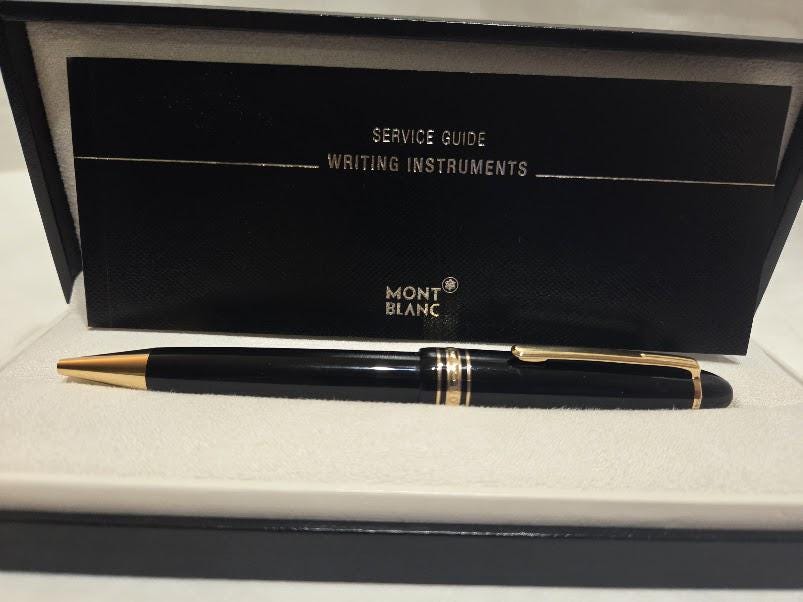 SERVICE GUIDE
WRITING INSTRUMENTS
MONT
BLANC